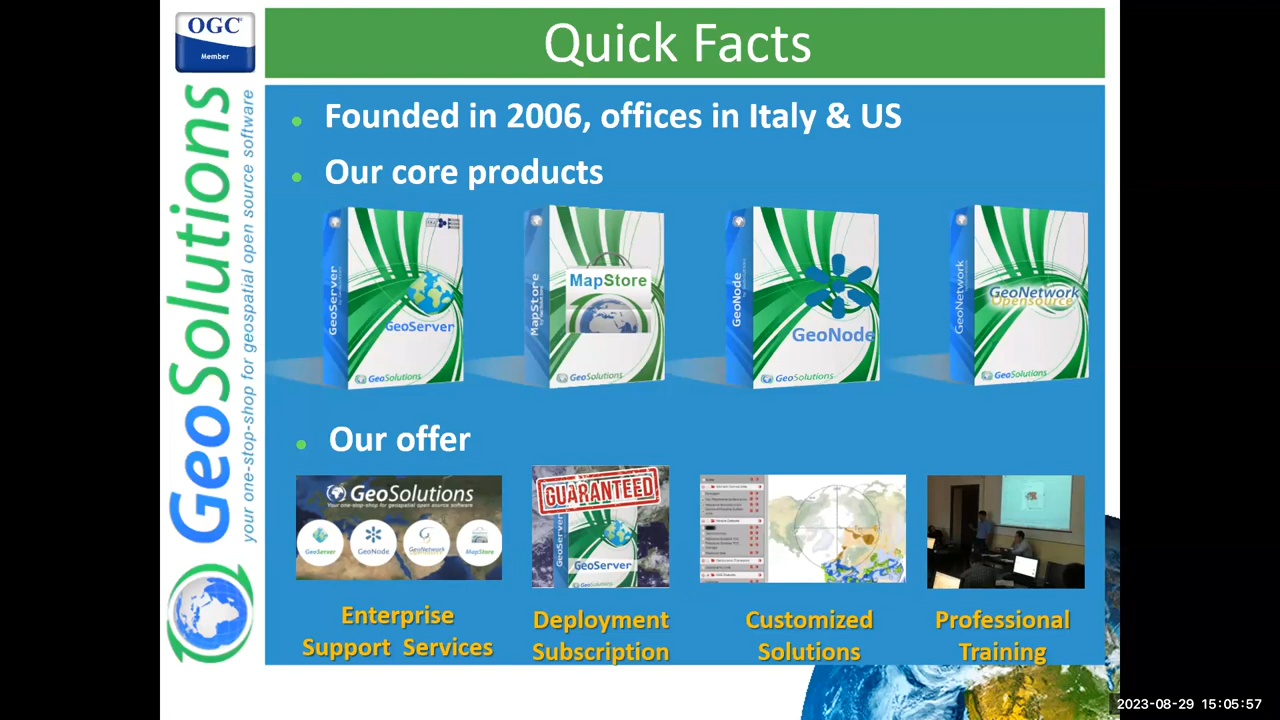 OGC®
Member
GeoSolutions
your one-stop-shop for geospatial open source software
Quick Facts
Founded in 2006, offices in Italy & US
Our core products
GeoServer
GeoServer
GeoSolutions
MapStore
MapStore
GeoSolutions
GeoNode
GeoNode
GeoSolutions
GeoNetwork
GeoNetwork
Opensource
GeoSolutions
Our offer
GeoSolutions
Your one-stop-shop for geospatial open source software
GeoServer
GeoNode
GeoNetwork
MapStore
GUARANTEED
GeoServer
GeoServer
GeoSolutions
Enterprise
Support Services
Deployment
Subscription
Customized
Solutions
Professional
Training
2023-08-29 15:05:57